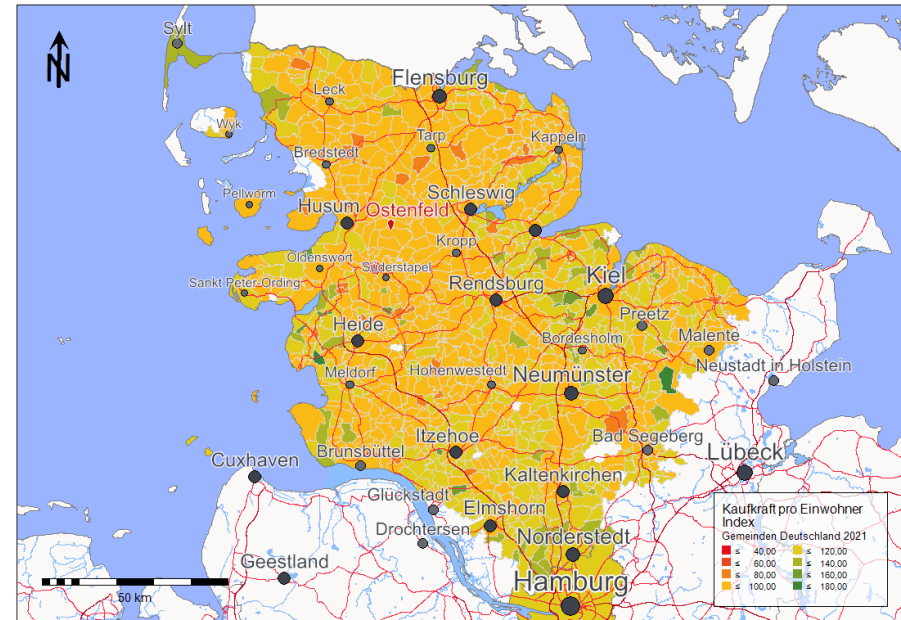 Sylt
N
Flensburg
Leck
Wyk
Tarp
Kappeln
Bredstedt
Pellworm
Schleswig
Husum
Ostenfeld
Kropp
Oldenswort
Süderstapel
Sankt Peter-Ording
Rendsburg
Kiel
Preetz
Heide
Bordesholm
Malente
Neustadt in Holstein
Meldorf
Hohenwestedt
Neumünster
Itzehoe
Bad Segeberg
Brunsbüttel
Lübeck
Cuxhaven
Kaltenkirchen
Glückstadt
Elmshorn
Drochtersen
Norderstedt
Geestland
Hamburg
50 km
Kaufkraft pro Einwohner
Index
Gemeinden Deutschland 2021
≤ 40,00 ≤ 120,00
≤ 60,00 ≤ 140,00
≤ 80,00 ≤ 160,00
≤ 100,00 ≤ 180,00